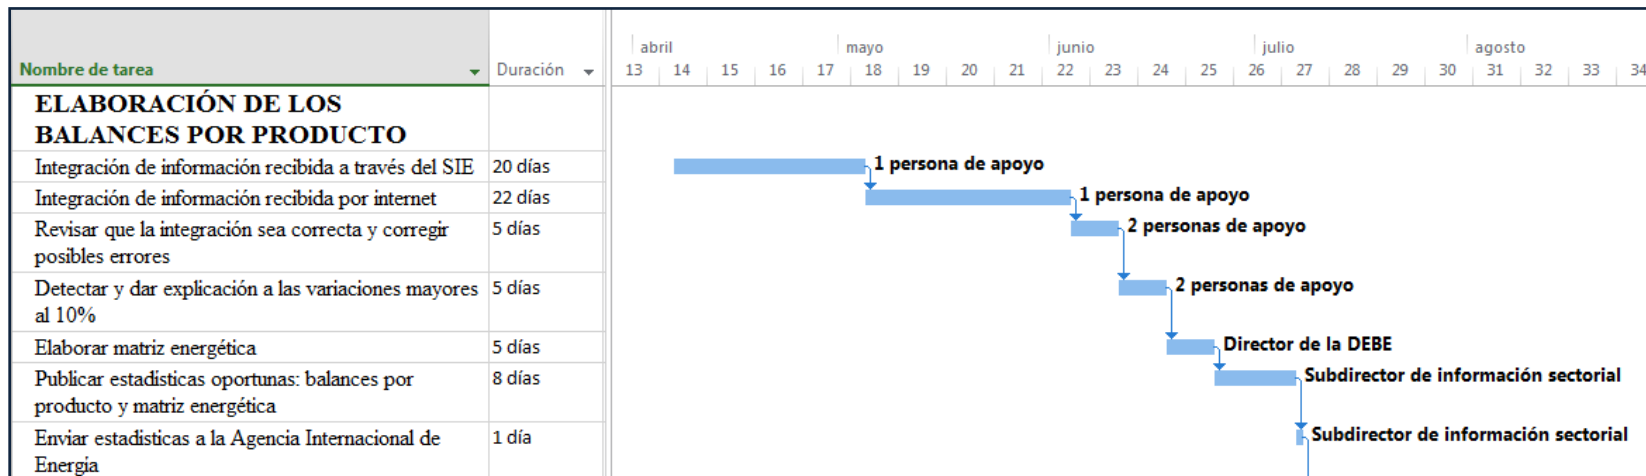 abril mayo junio julio agosto
Nombre de tarea Duración 13 14 15 16 17 18 19 20 21 22 23 24 25 26 27 28 29 30 31 32 33 34
ELABORACIÓN DE LOS
BALANCES POR PRODUCTO
Integración de información recibida a través del SIE 20 días 1 persona de apoyo
Integración de información recibida por internet 22 días 1 persona de apoyo
Revisar que la integración sea correcta y corregir 5 días 2 personas de apoyo
posibles errores
Detectar y dar explicación a las variaciones mayores 5 días 2 personas de apoyo
al 10%
Elaborar matriz energética 5 días Director de la DEBE
Publicar estadísticas oportunas: balances por 8 días Subdirector de información sectorial
producto y matriz energética
Enviar estadisticas a la Agencia Internacional de 1 día Subdirector de información sectorial
Energía